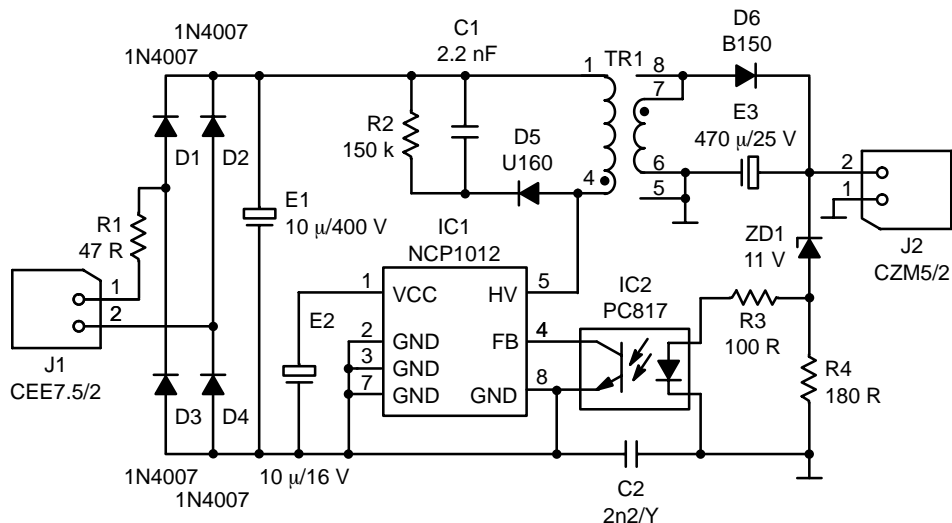 1N4007
1N4007
C1
2.2 nF
D6
B150
TR1
1
8
7
E3
470 μ/25 V
R2
150 k
D5
U160
D1
D2
4
6
5
2
1
J2
CZM5/2
R1
47 R
E1
10 μ/400 V
IC1
NCP1012
ZD1
11 V
1
VCC
HV
5
IC2
PC817
1
2
E2
2
GND
FB
4
3
GND
7
GND
GND
8
R3
100 R
R4
180 R
J1
CEE7.5/2
D3
D4
1N4007
1N4007
10 μ/16 V
C2
2n2/Y